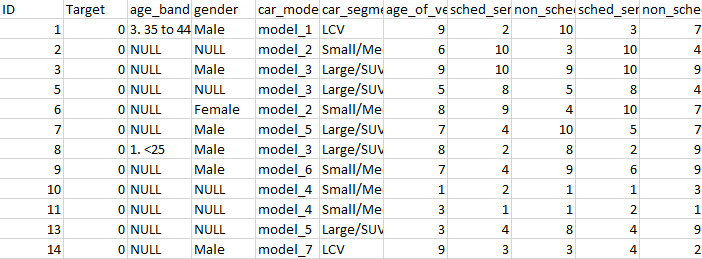 ID Target age_band gender car_mode car_segme age_of_ve sched_ser non_sche sched_ser non_sche
1 0 3. 35 to 44 Male model_1 LCV 9 2 10 3 7
2 0 NULL NULL model_2 Small/Me 6 10 3 10 4
3 0 NULL Male model_3 Large/SUV 9 10 9 10 9
5 0 NULL NULL model_3 Large/SUV 5 8 5 8 4
6 0 NULL Female model_2 Small/Me 8 9 4 10 7
7 0 NULL Male model_5 Large/SUV 7 4 10 5 7
8 0 1. <25 Male model_3 Large/SUV 8 2 8 2 9
9 0 NULL Male model_6 Small/Me 7 4 9 6 9
10 0 NULL NULL model_4 Small/Me 1 2 1 1 3
11 0 NULL NULL model_4 Small/Me 3 1 1 2 1
13 0 NULL NULL model_5 Large/SUV 3 4 8 4 9
14 0 NULL Male model_7 LCV 9 3 3 4 2